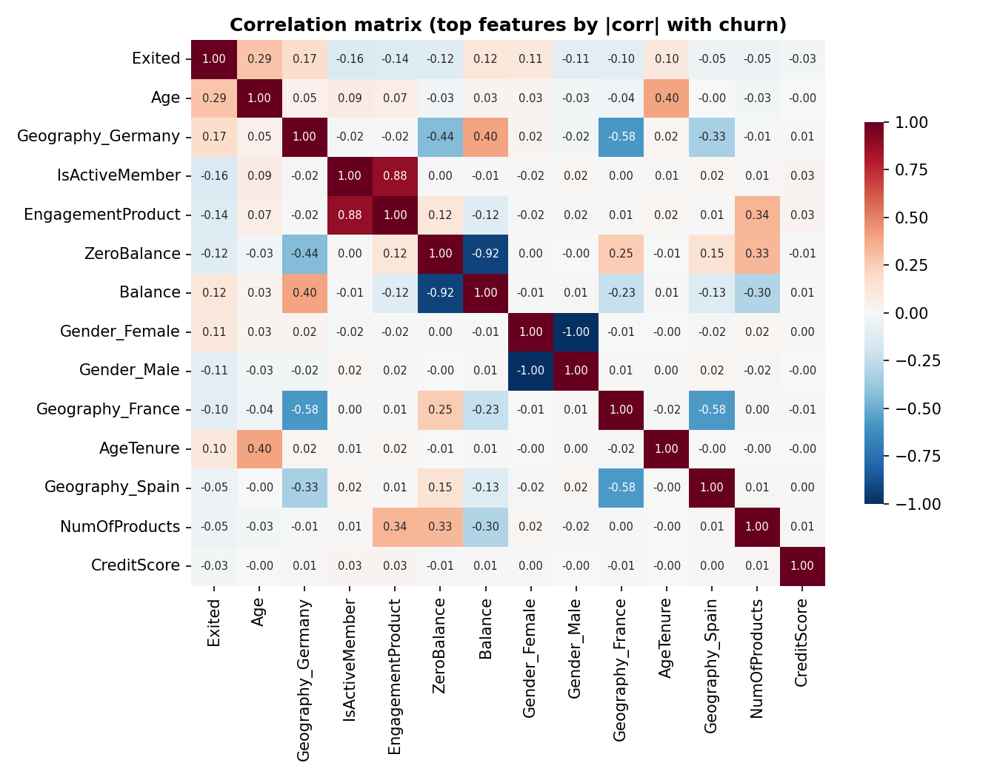 Correlation matrix (top features by |corr| with churn)
Exited 1.00 0.29 0.17 -0.16 -0.14 -0.12 0.12 0.11 -0.11 -0.10 0.10 -0.05 -0.05 -0.03
Age 0.29 1.00 0.05 0.09 0.07 -0.03 0.03 0.03 -0.03 -0.04 0.40 -0.00 -0.03 -0.00
Geography_Germany 0.17 0.05 1.00 -0.02 -0.02 -0.44 0.40 0.02 -0.02 -0.58 0.02 -0.33 -0.01 0.01
IsActiveMember -0.16 0.09 -0.02 1.00 0.88 0.00 -0.01 -0.02 0.02 0.00 0.01 0.02 0.01 0.03
EngagementProduct -0.14 0.07 -0.02 0.88 1.00 0.12 -0.12 -0.02 0.02 0.01 0.02 0.01 0.34 0.03
ZeroBalance -0.12 -0.03 -0.44 0.00 0.12 1.00 -0.92 0.00 -0.00 0.25 -0.01 0.15 0.33 -0.01
Balance 0.12 0.03 0.40 -0.01 -0.12 -0.92 1.00 -0.01 0.01 -0.23 0.01 -0.13 -0.30 0.01
Gender_Female 0.11 0.03 0.02 -0.02 -0.02 0.00 -0.01 1.00 -1.00 -0.01 -0.00 -0.02 0.02 0.00
Gender_Male -0.11 -0.03 -0.02 0.02 0.02 -0.00 0.01 -1.00 1.00 0.01 0.00 0.02 -0.02 -0.00
Geography_France -0.10 -0.04 -0.58 0.00 0.01 0.25 -0.23 -0.01 0.01 1.00 -0.02 -0.58 0.00 -0.01
AgeTenure 0.10 0.40 0.02 0.01 0.02 -0.01 0.01 -0.00 0.00 -0.02 1.00 -0.00 -0.00 -0.00
Geography_Spain -0.05 -0.00 -0.33 0.02 0.01 0.15 -0.13 -0.02 0.02 -0.58 -0.00 1.00 0.01 0.00
NumOfProducts -0.05 -0.03 -0.01 0.01 0.34 0.33 -0.30 0.02 -0.02 0.00 -0.00 0.01 1.00 0.01
CreditScore -0.03 -0.00 0.01 0.03 0.03 -0.01 0.01 0.00 -0.00 -0.01 -0.00 0.00 0.01 1.00
Exited
Age
Geography_Germany
IsActiveMember
EngagementProduct
ZeroBalance
Balance
Gender_Female
Gender_Male
Geography_France
AgeTenure
Geography_Spain
NumOfProducts
CreditScore
1.00
0.75
0.50
0.25
0.00
−0.25
−0.50
−0.75
−1.00